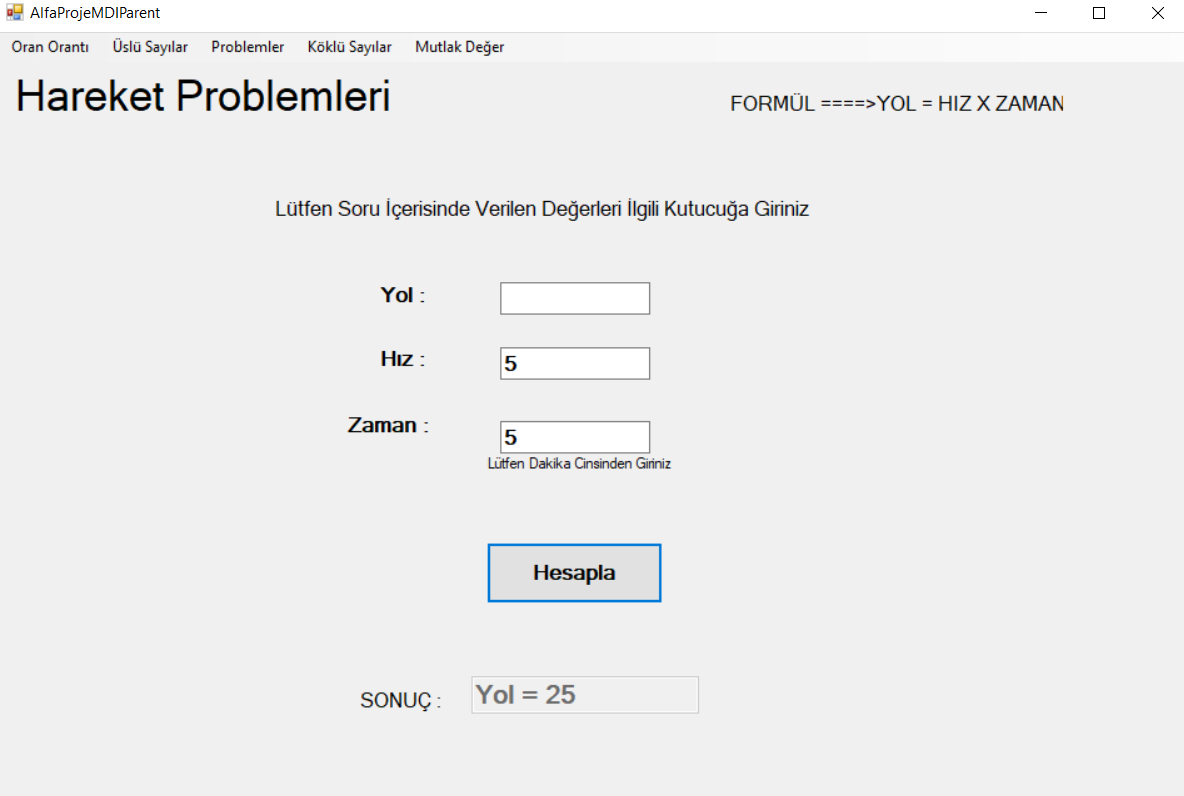 AlfaProjeMDIParent
Oran Orantı Üslü Sayılar Problemler Köklü Sayılar Mutlak Değer
Hareket Problemleri
FORMÜL ====>YOL = HIZ X ZAMAN
Lütfen Soru İçerisinde Verilen Değerleri İlgili Kutucuğa Giriniz
Yol :
Hız : 5
Zaman : 5
Lütfen Dakika Cinsinden Giriniz
Hesapla
SONUÇ : Yol = 25